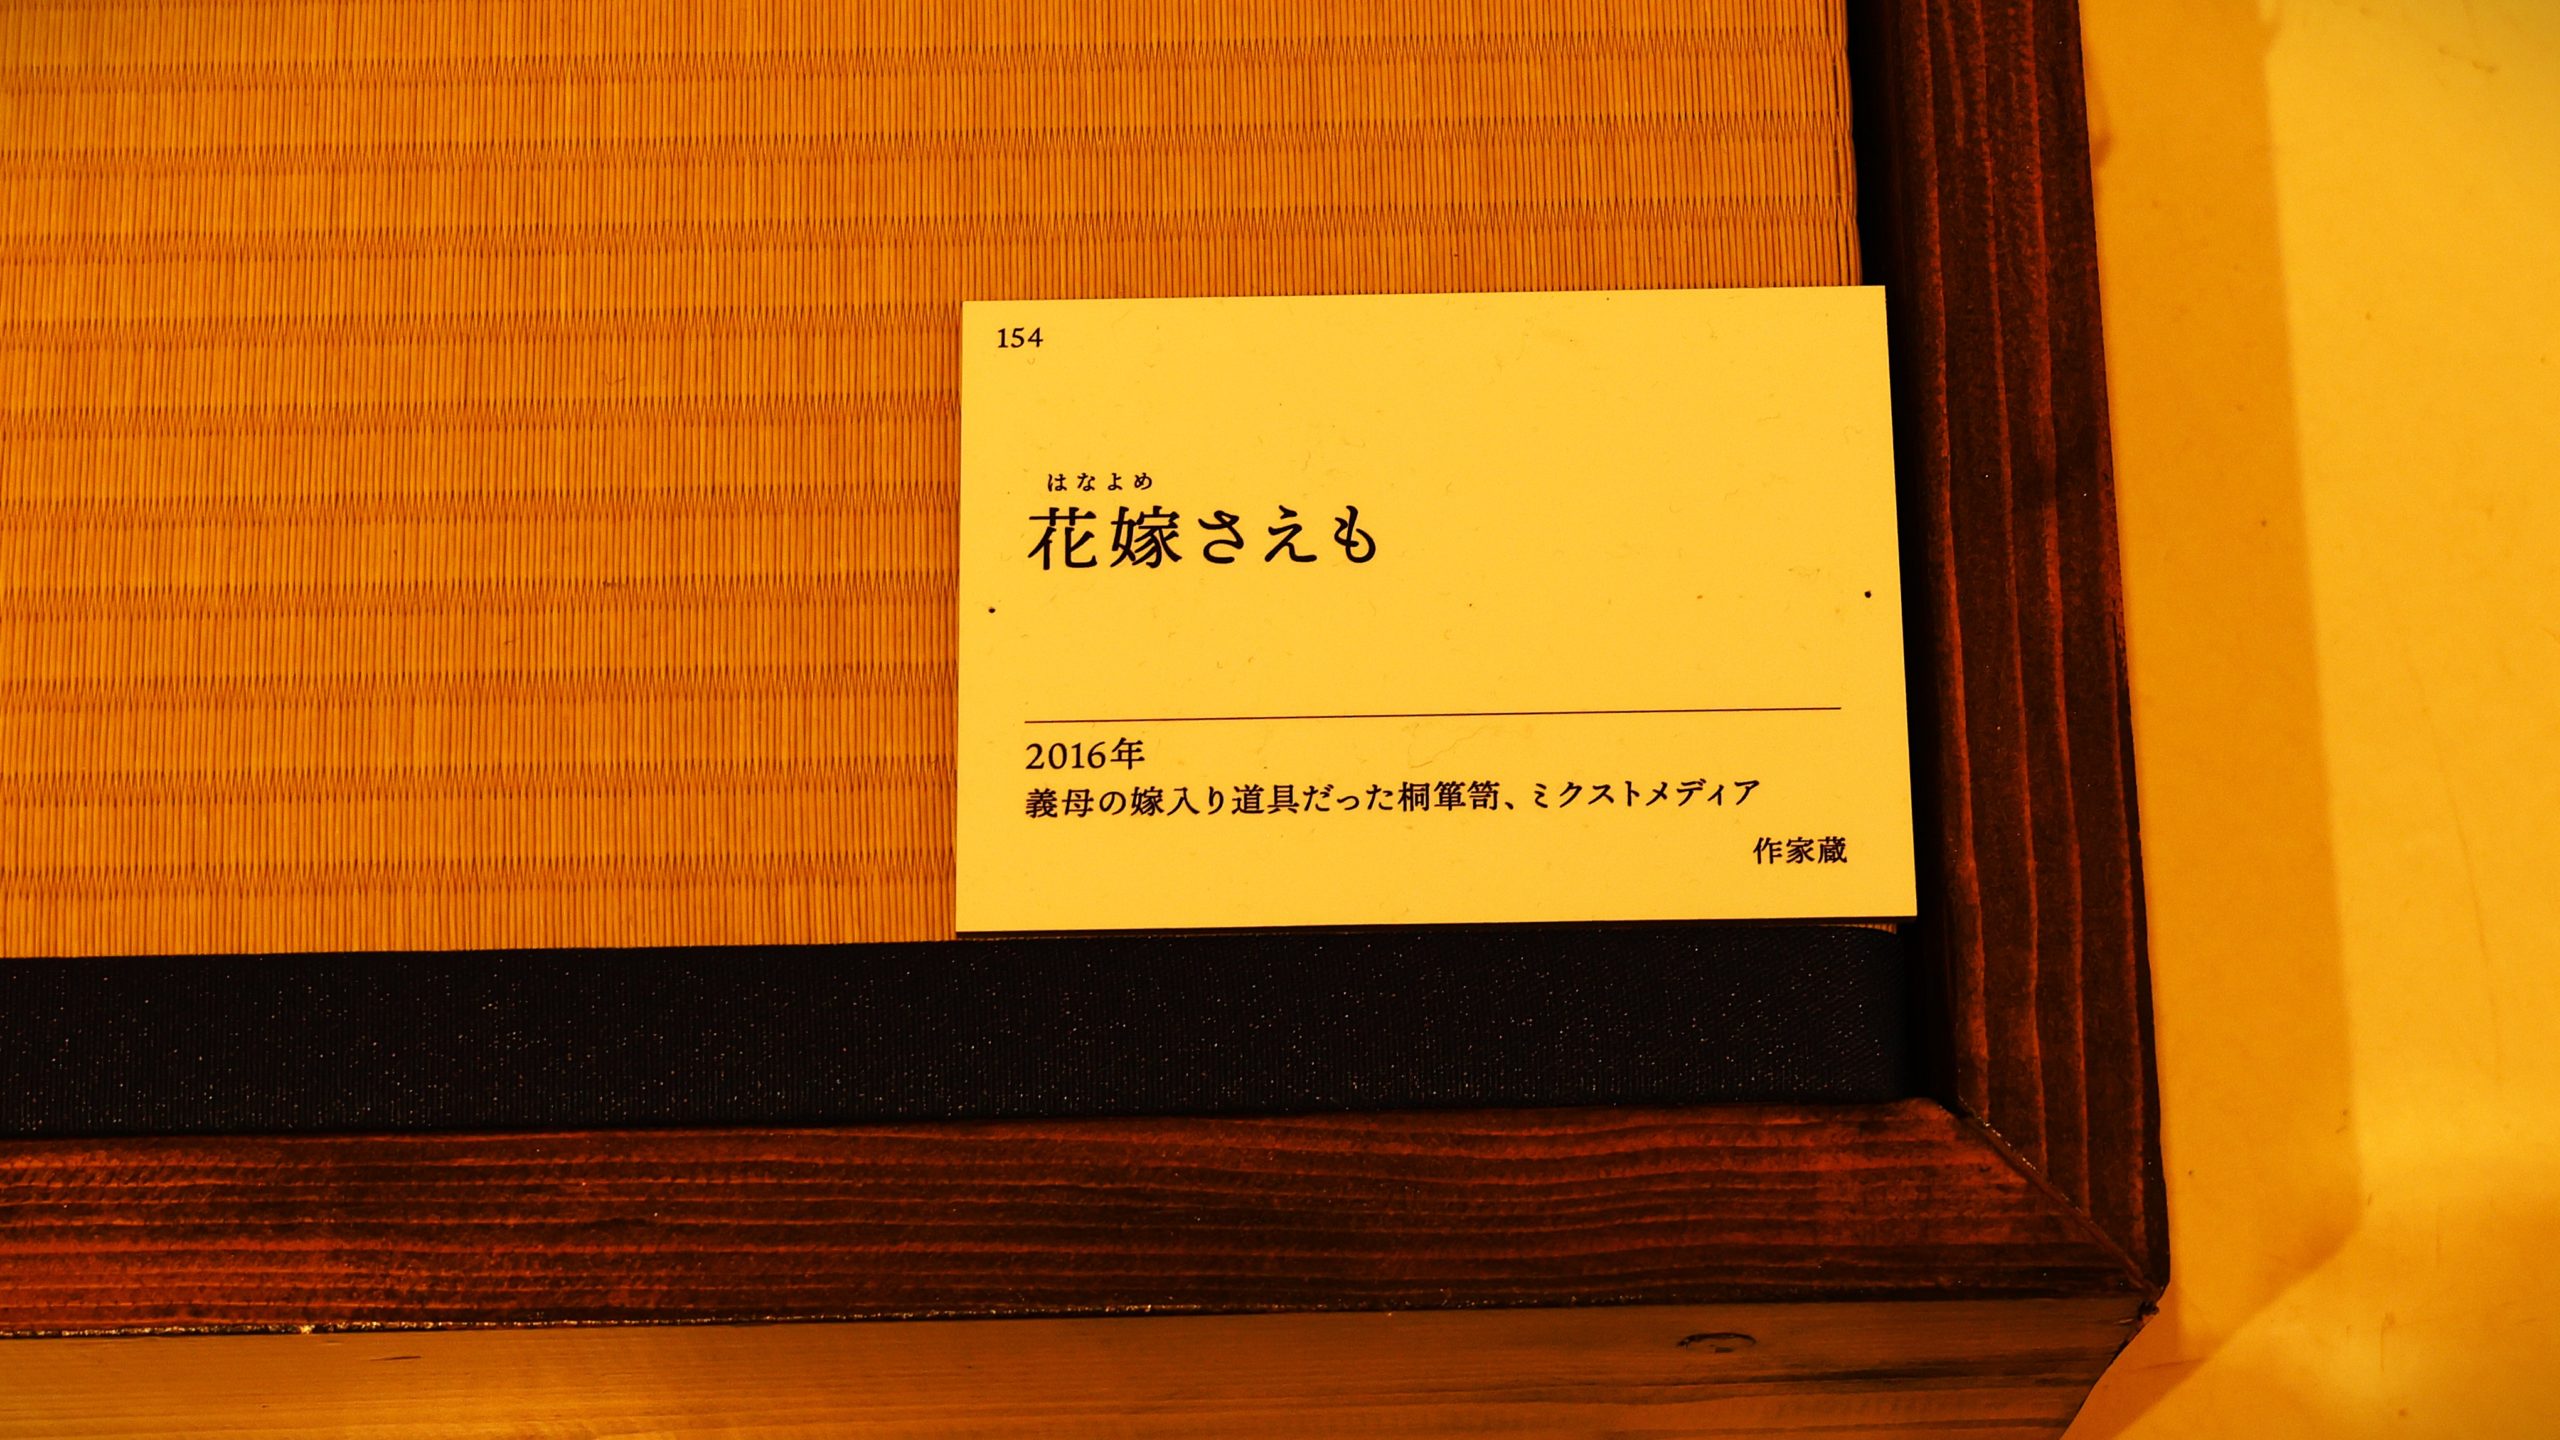 154
はなよめ
花嫁さえも
2016年
義母の嫁入り道具だった桐箪笥、ミクストメディア
作家蔵